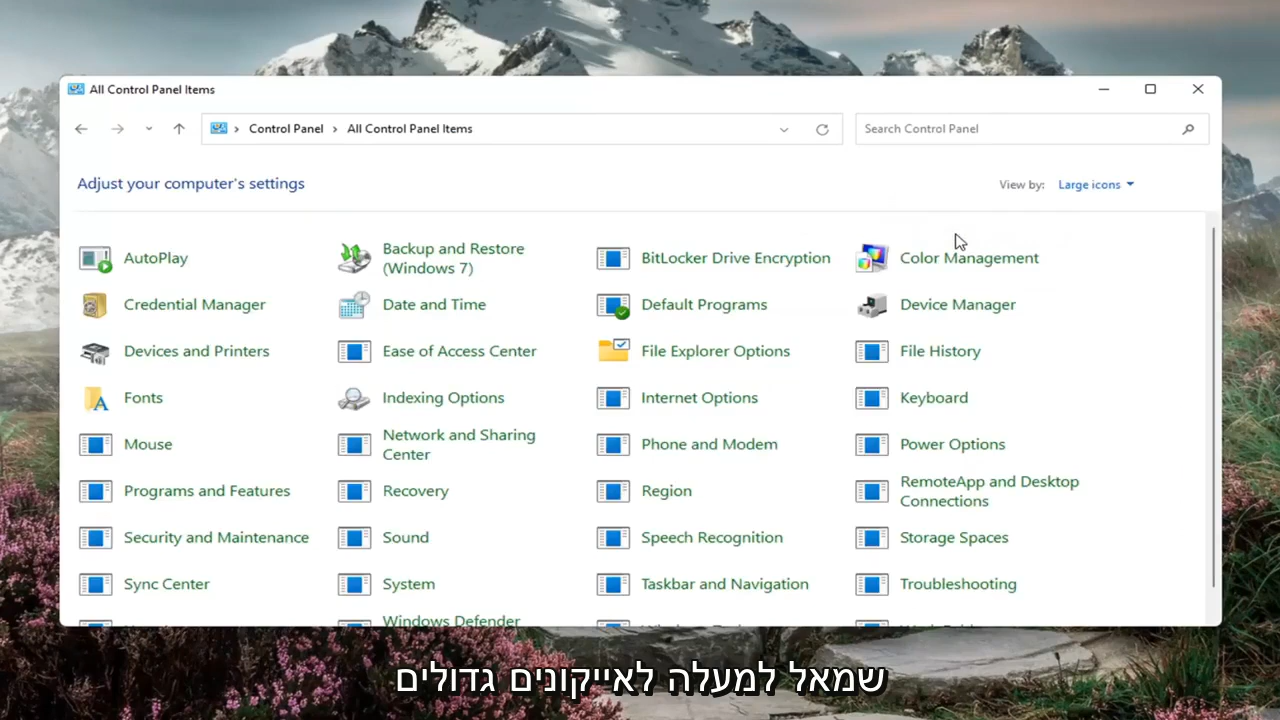 All Control Panel Items
Control Panel All Control Panel Items
Search Control Panel
Adjust your computer's settings
View by: Large icons
AutoPlay
Backup and Restore
(Windows 7)
BitLocker Drive Encryption
Color Management
Credential Manager
Date and Time
Default Programs
Device Manager
Devices and Printers
Ease of Access Center
File Explorer Options
File History
Fonts
Indexing Options
Internet Options
Keyboard
Mouse
Network and Sharing
Center
Phone and Modem
Power Options
Programs and Features
Recovery
Region
RemoteApp and Desktop
Connections
Security and Maintenance
Sound
Speech Recognition
Storage Spaces
Sync Center
System
Taskbar and Navigation
Troubleshooting
Windows Defender
שמאל למעלה לאייקונים גדולים